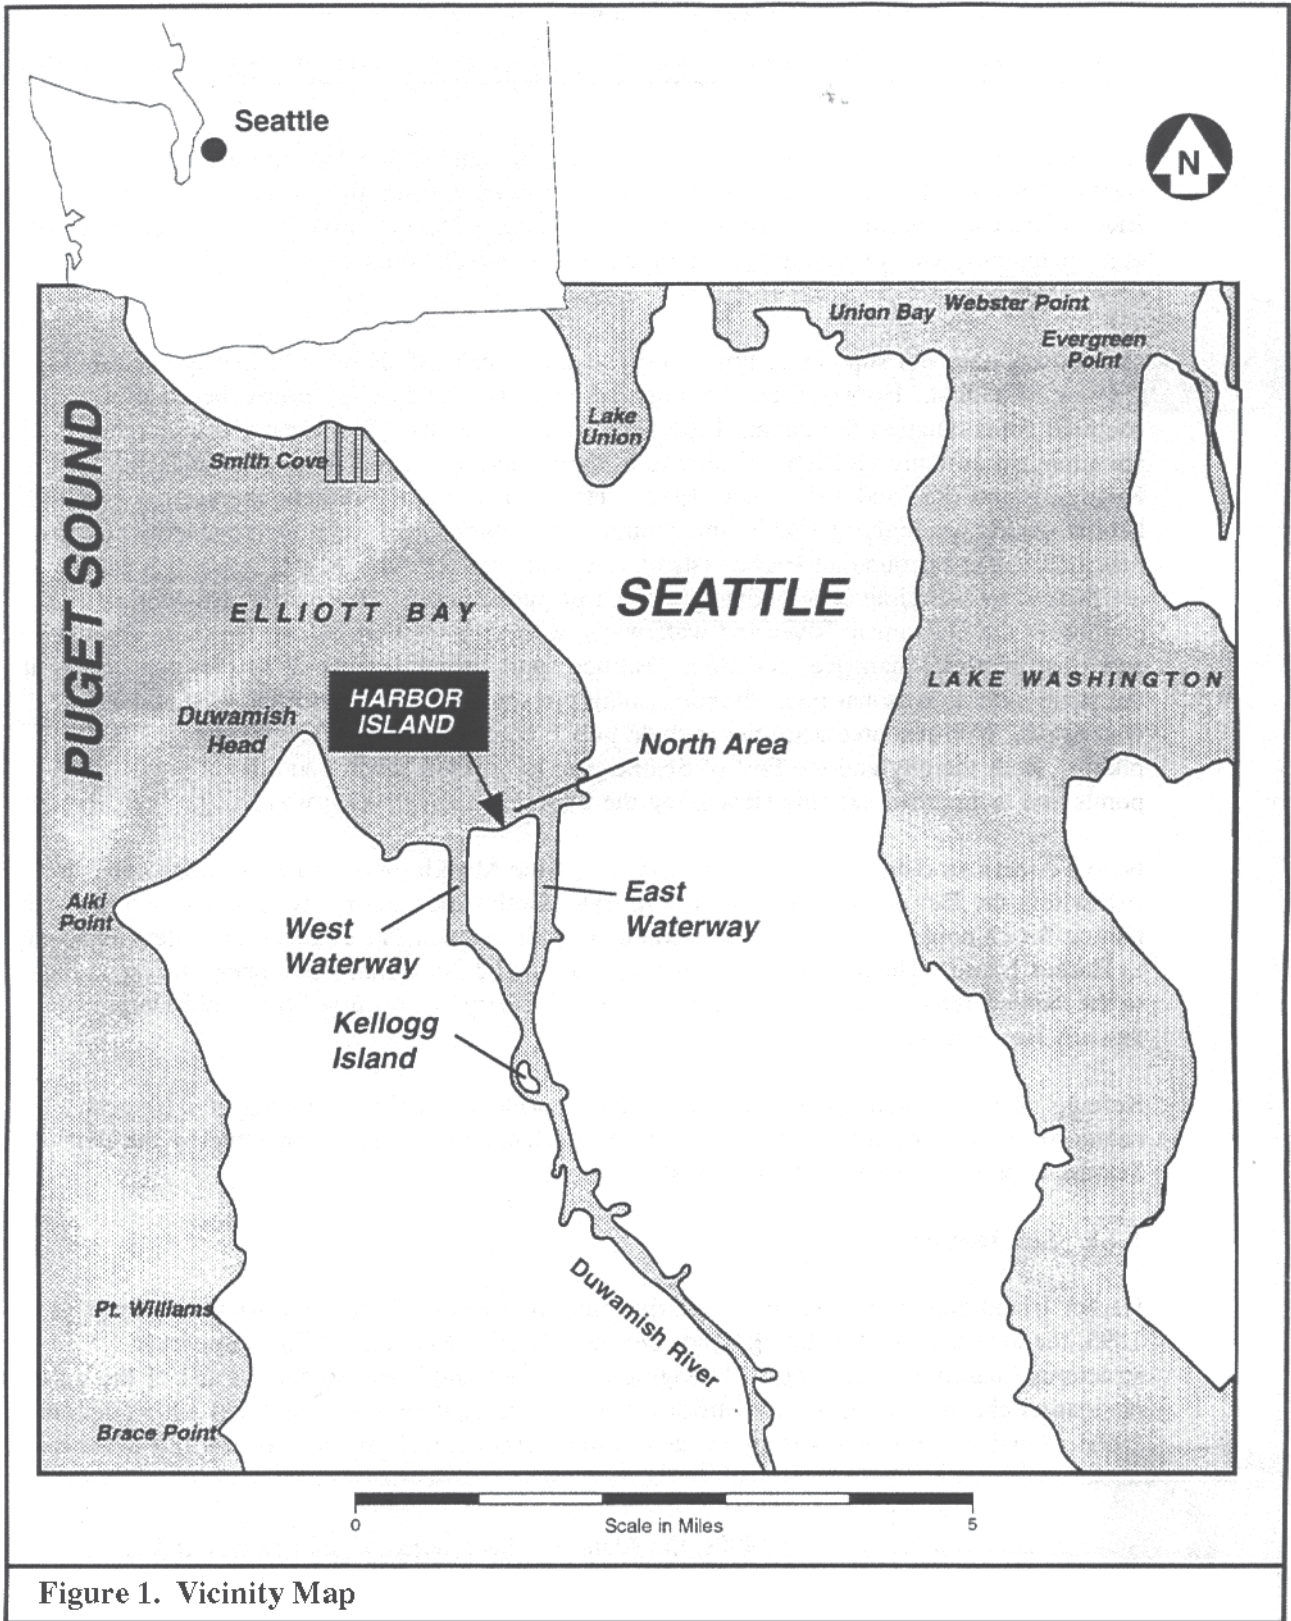 Seattle
N
Union Bay
Webster Point
Evergreen
Point
Lake
Union
Smith Cove
PUGET SOUND
ELLIOTT BAY
SEATTLE
LAKE WASHINGTON
HARBOR
ISLAND
Duwamish
Head
North Area
Alki
Point
West
Waterway
East
Waterway
Kellogg
Island
Duwamish River
Pt. Williams
Brace Point
0
Scale in Miles
5
Figure 1. Vicinity Map